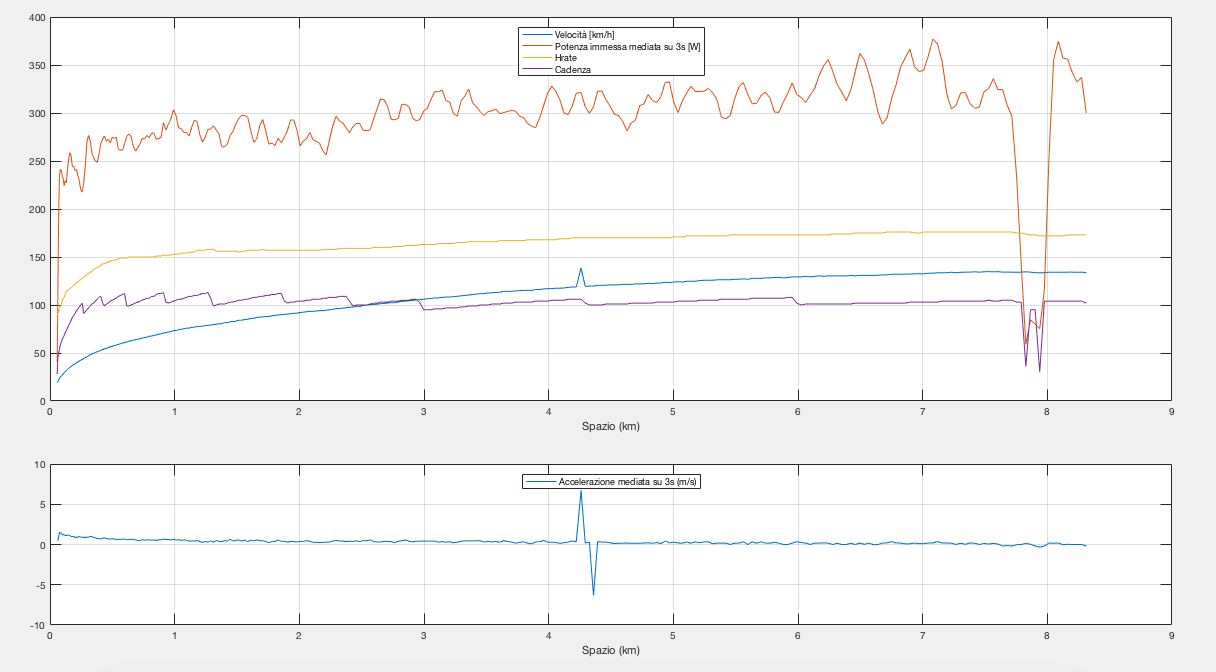 400
350
300
250
200
150
100
50
0
Velocità [km/h]
Potenza immessa mediata su 3s [W]
Hrate
Cadenza
0 1 2 3 4 5 6 7 8 9
Spazio (km)
10
5
0
-5
-10
Accelerazione mediata su 3s (m/s)
0 1 2 3 4 5 6 7 8 9
Spazio (km)